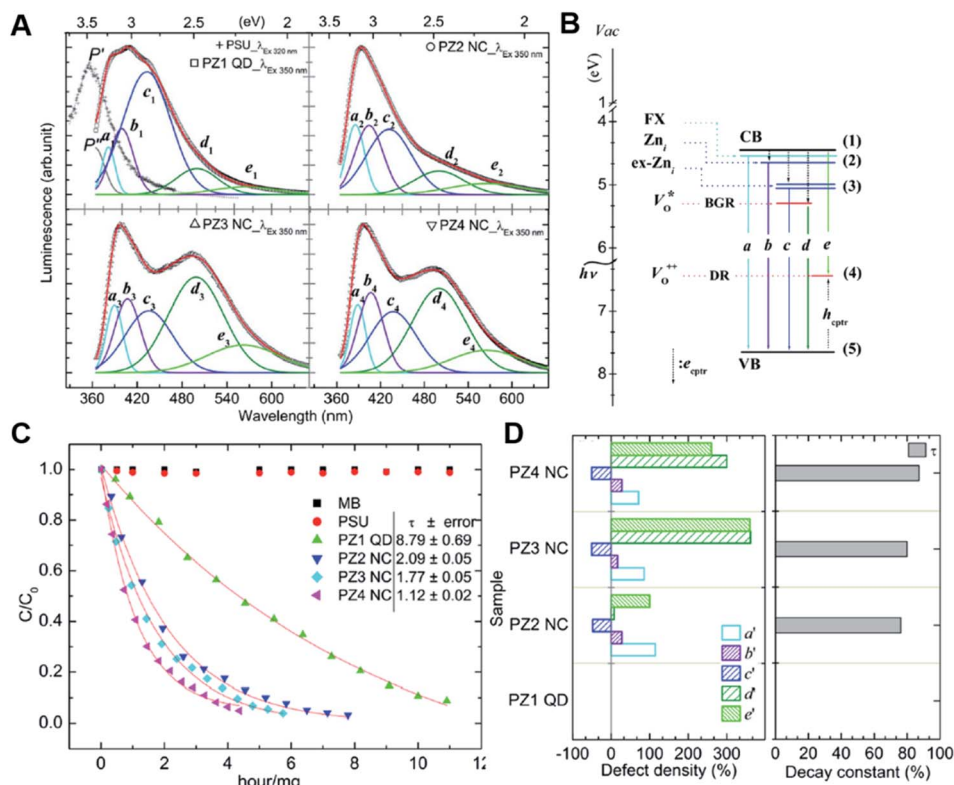 A
3.5 3 2.5 (eV) 2
3.5 3 2.5 2
P'
P''
+ PSU_λEx 320 nm
□ PZ1 QD_λEx 350 nm
a1 b1 c1 d1 e1
○ PZ2 NC_λEx 350 nm
a2 b2 c2 d2 e2
Luminescence (arb.unit)
△ PZ3 NC_λEx 350 nm
a3 b3 c3 d3 e3
▽ PZ4 NC_λEx 350 nm
a4 b4 c4 d4 e4
360 420 480 540 600
360 420 480 540 600
Wavelength (nm)
B
Vac
(eV)
1
4
5
6
7
8
hν
FX
Zni
ex-Zni
VO* BGR
VO++ DR
CB
(1)
(2)
(3)
a b c d e
(4)
hcptr
(5)
VB
:ecptr
C
C/C0
1.0
0.8
0.6
0.4
0.2
0.0
■ MB
● PSU τ ± error
▲ PZ1 QD 8.79 ± 0.69
▼ PZ2 NC 2.09 ± 0.05
◆ PZ3 NC 1.77 ± 0.05
◀ PZ4 NC 1.12 ± 0.02
0 2 4 6 8 10 12
hour/mg
D
Sample
PZ4 NC
PZ3 NC
PZ2 NC
PZ1 QD
a'
b'
c'
d'
e'
-100 0 100 200 300
Defect density (%)
τ
0 20 40 60 80 100
Decay constant (%)